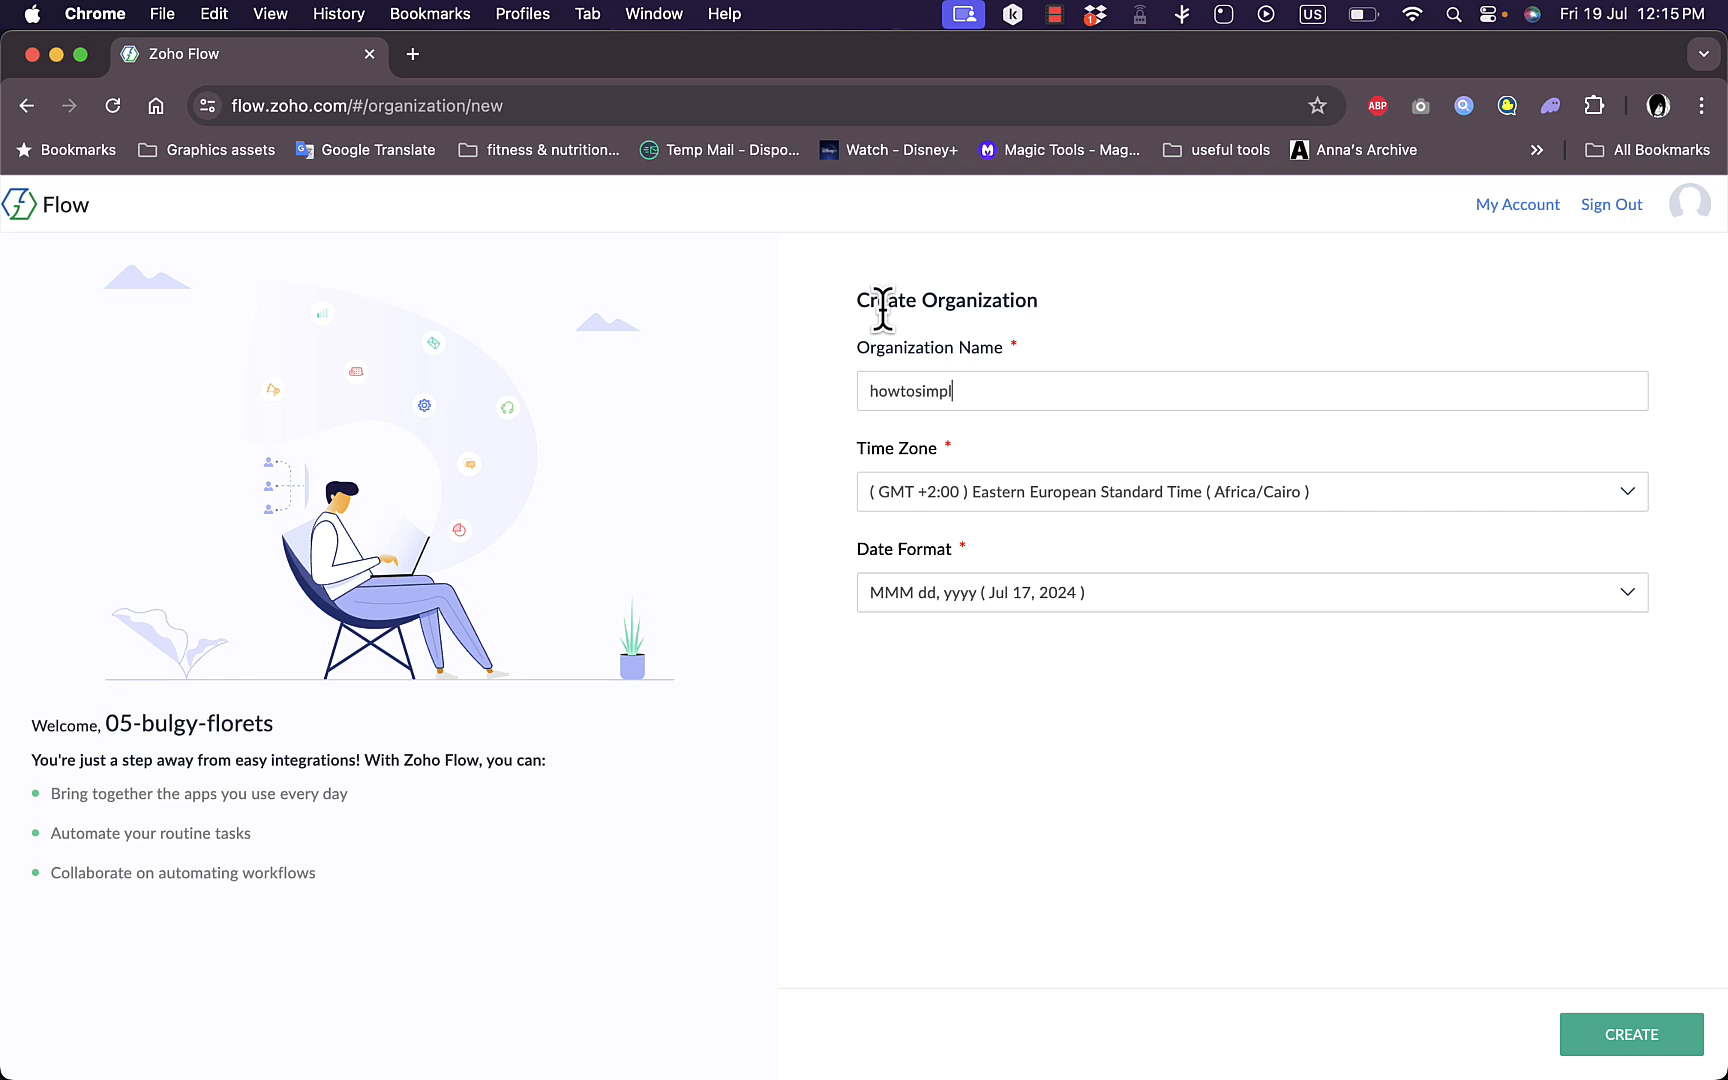 Chrome File Edit View History Bookmarks Profiles Tab Window Help US Fri 19 Jul 12:15 PM
Zoho Flow
flow.zoho.com/#/organization/new ABP
Bookmarks Graphics assets Google Translate fitness & nutrition... Temp Mail - Dispo... Watch - Disney+ Magic Tools - Mag... useful tools Anna's Archive All Bookmarks
Flow My Account Sign Out
Create Organization
Organization Name *
howtosimpl
Time Zone *
( GMT +2:00 ) Eastern European Standard Time ( Africa/Cairo )
Date Format *
MMM dd, yyyy ( Jul 17, 2024 )
Welcome, 05-bulgy-florets
You're just a step away from easy integrations! With Zoho Flow, you can:
Bring together the apps you use every day
Automate your routine tasks
Collaborate on automating workflows
CREATE